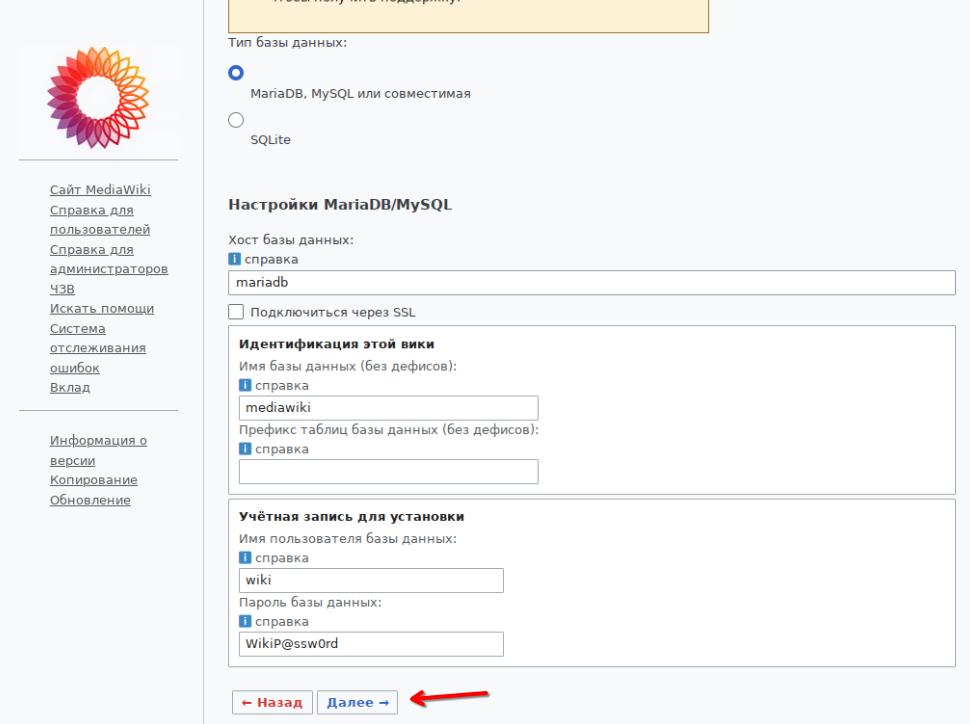 Тип базы данных:
MariaDB, MySQL или совместимая
SQLite
Сайт MediaWiki
Справка для
пользователей
Справка для
администраторов
ЧЗВ
Искать помощи
Система
отслеживания
ошибок
Вклад
Информация о
версии
Копирование
Обновление
Настройки MariaDB/MySQL
Хост базы данных:
i справка
mariadb
Подключиться через SSL
Идентификация этой вики
Имя базы данных (без дефисов):
i справка
mediawiki
Префикс таблиц базы данных (без дефисов):
i справка
Учётная запись для установки
Имя пользователя базы данных:
i справка
wiki
Пароль базы данных:
i справка
WikiP@ssw0rd
← Назад Далее →